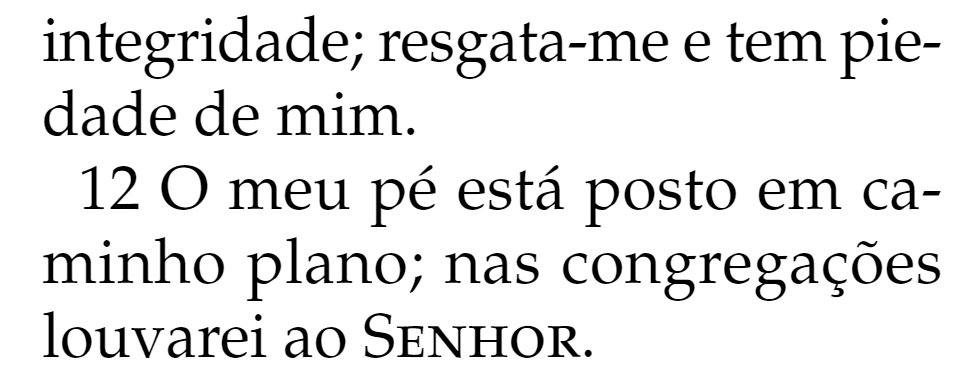 integridade; resgata-me e tem pie-
dade de mim.
12 O meu pé está posto em ca-
minho plano; nas congregações
louvarei ao SENHOR.